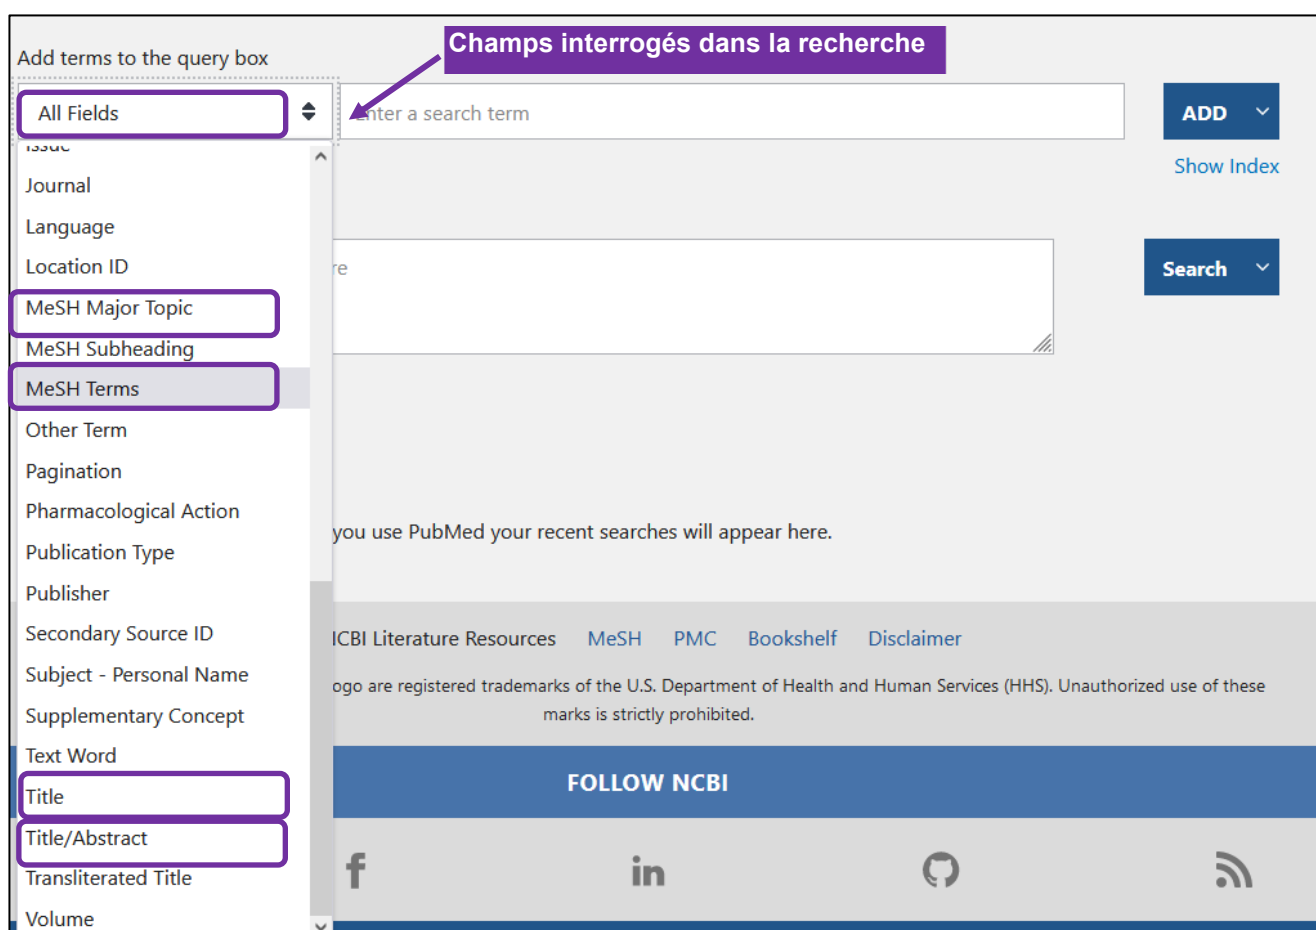 Champs interrogés dans la recherche
Add terms to the query box
All Fields
Enter a search term
ADD
Show Index
Issue
Journal
Language
Location ID
re
Search
MeSH Major Topic
MeSH Subheading
MeSH Terms
Other Term
Pagination
Pharmacological Action
you use PubMed your recent searches will appear here.
Publication Type
Publisher
Secondary Source ID
NCBI Literature Resources MeSH PMC Bookshelf Disclaimer
Subject - Personal Name
ogo are registered trademarks of the U.S. Department of Health and Human Services (HHS). Unauthorized use of these
marks is strictly prohibited.
Supplementary Concept
Text Word
Title
FOLLOW NCBI
Title/Abstract
Transliterated Title
Volume